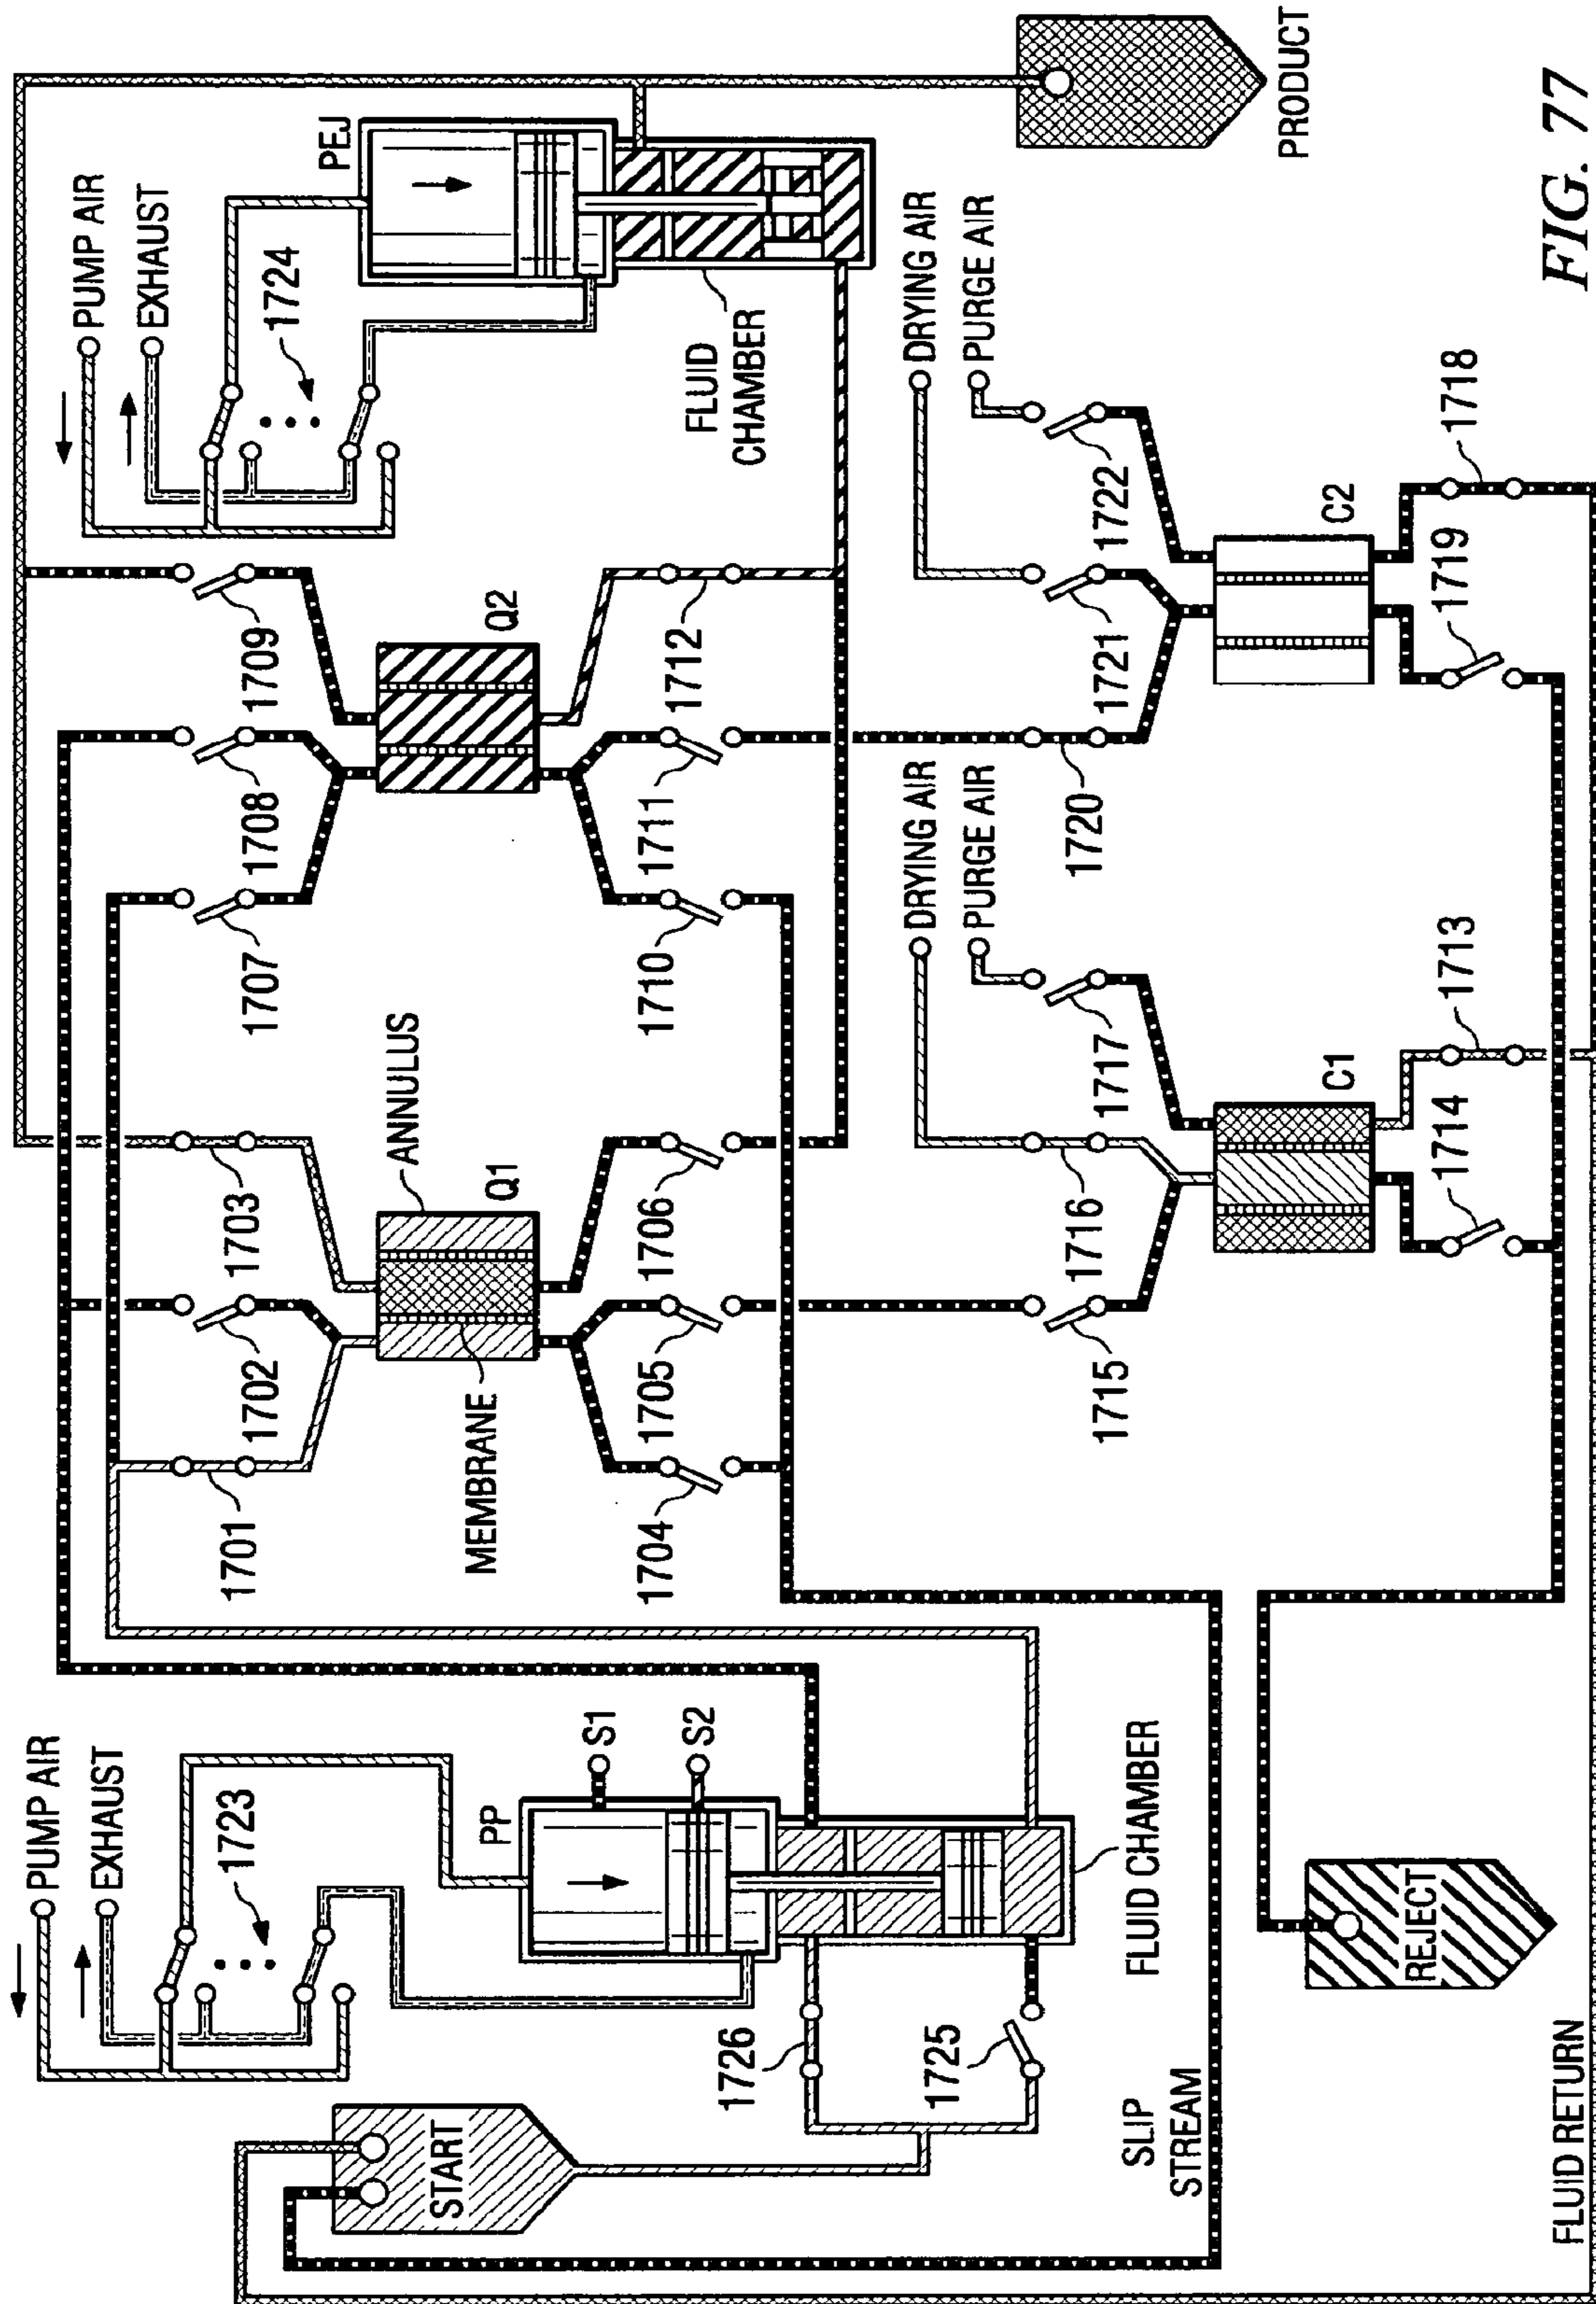 PUMP AIR
EXHAUST
1723
START
1726
1725
PP
S1
S2
FLUID CHAMBER
SLIP
STREAM
REJECT
FLUID RETURN
1701
1702
1703
MEMBRANE
ANNULUS
Q1
1704
1705
1706
1707
1708
1709
Q2
1710
1711
1712
PUMP AIR
EXHAUST
1724
PEJ
FLUID
CHAMBER
PRODUCT
DRYING AIR
PURGE AIR
1715
1716
1717
C1
1714
1713
DRYING AIR
PURGE AIR
1720
1721
1722
C2
1719
1718
FIG. 77